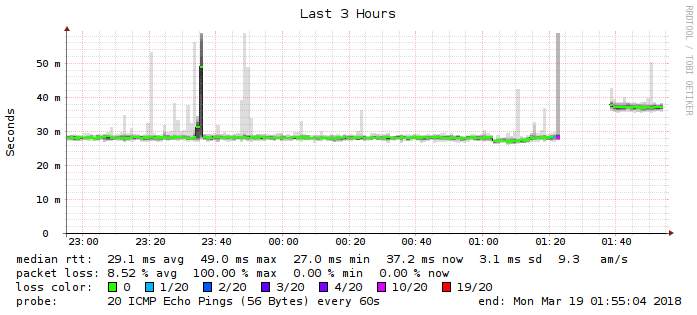 Last 3 Hours
RRDTOOL / TOBI OETIKER
Seconds
50 m
40 m
30 m
20 m
10 m
0
23:00 23:20 23:40 00:00 00:20 00:40 01:00 01:20 01:40
median rtt: 29.1 ms avg 49.0 ms max 27.0 ms min 37.2 ms now 3.1 ms sd 9.3 am/s
packet loss: 8.52 % avg 100.00 % max 0.00 % min 0.00 % now
loss color: 0 1/20 2/20 3/20 4/20 10/20 19/20
probe: 20 ICMP Echo Pings (56 Bytes) every 60s end: Mon Mar 19 01:55:04 2018